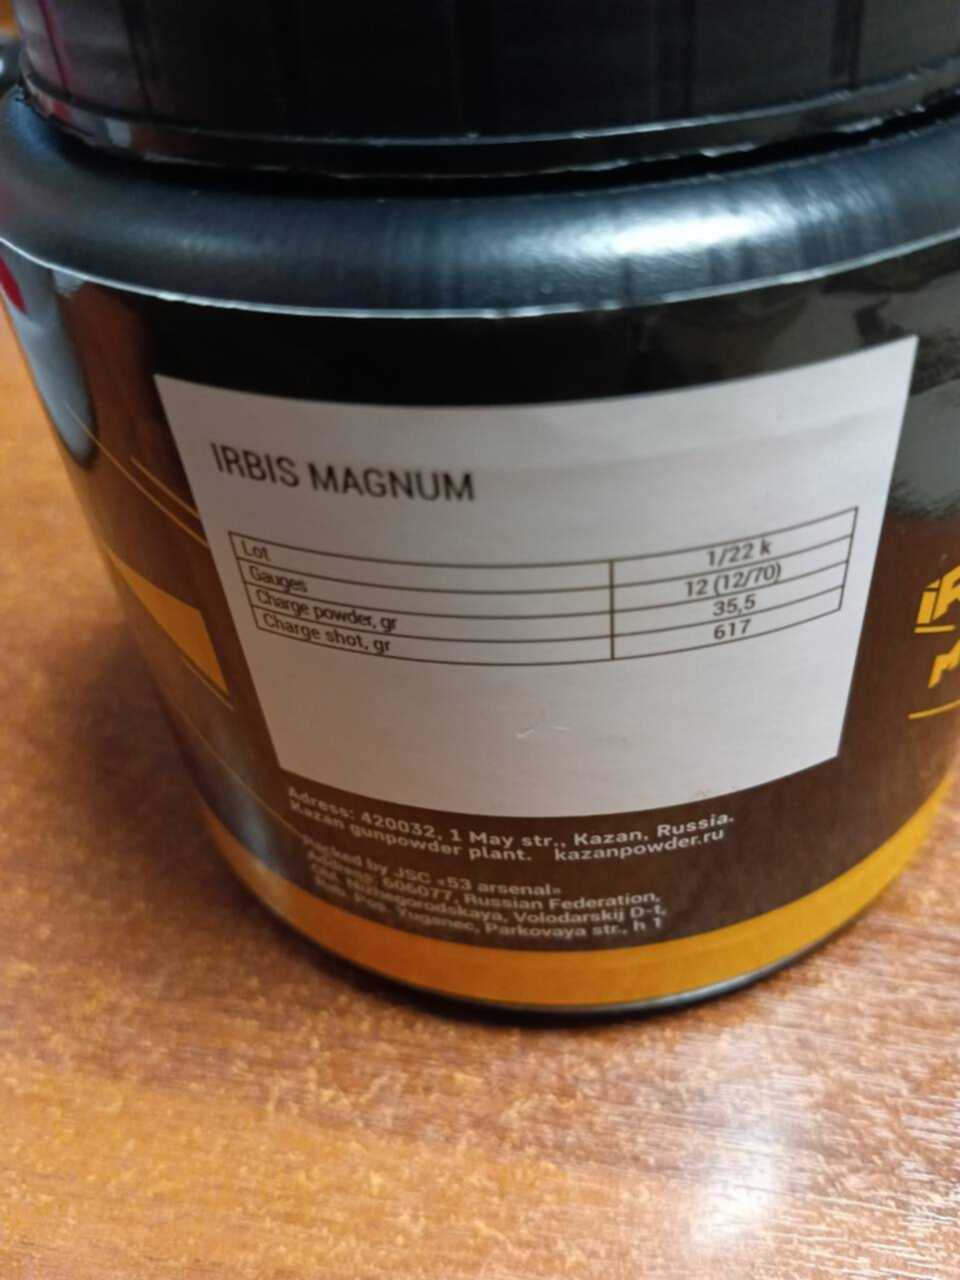 IRBIS MAGNUM
Lot 1/22 k
Gauges 12 (12/70)
Charge powder, gr 35,5
Charge shot, gr 617
Adress: 420032, 1 May str., Kazan, Russia.
Kazan gunpowder plant. kazanpowder.ru
Packed by JSC «53 arsenal»
Address: 606077, Russian Federation,
Obl. Nizhegorodskaya, Volodarskij D-t,
Rab. Pos. Yuganec, Parkovaya str., h 1